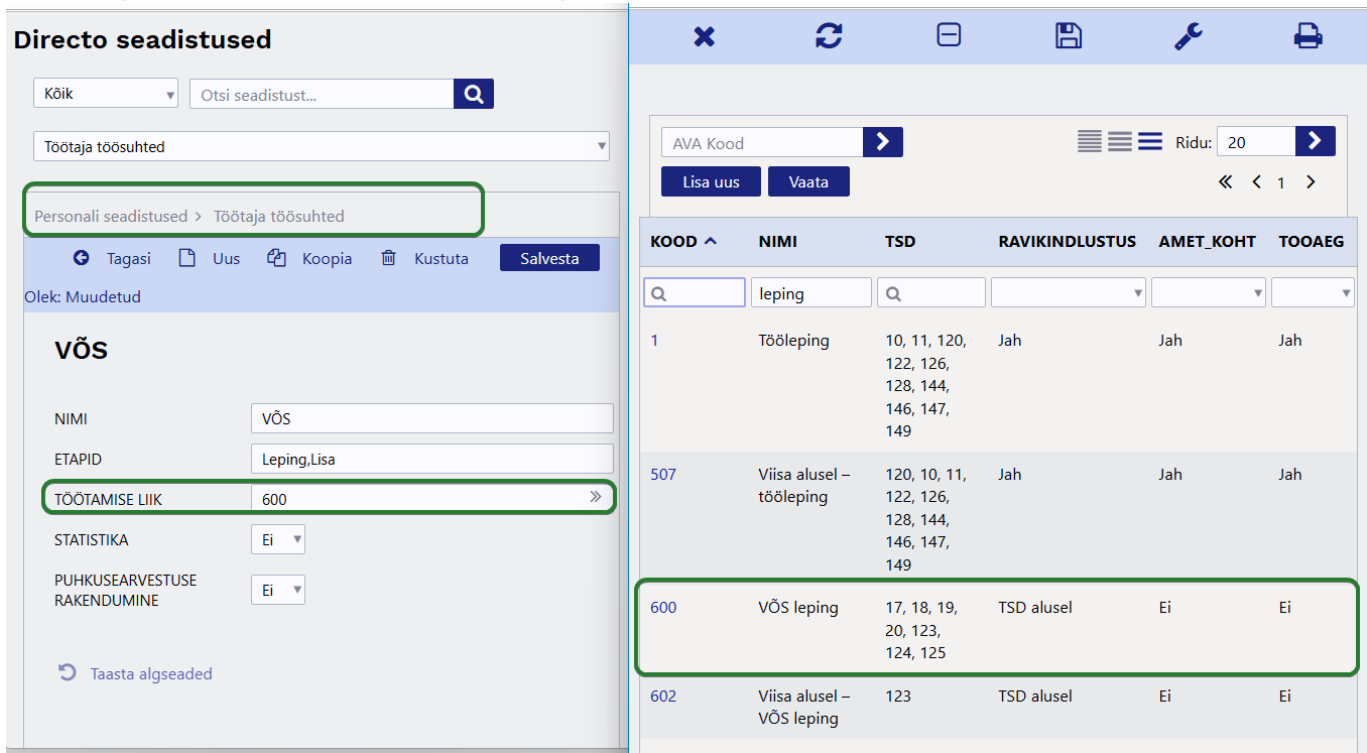 Directo seadistused
Kõik
Otsi seadistust...
Töötaja töösuhted
Personali seadistused > Töötaja töösuhted
Tagasi Uus Koopia Kustuta Salvesta
Olek: Muudetud
VÕS
NIMI VÕS
ETAPID Leping,Lisa
TÖÖTAMISE LIIK 600 »
STATISTIKA Ei
PUHKUSEARVESTUSE
RAKENDUMINE Ei
Taasta algseaded
AVA Kood
Ridu: 20
Lisa uus Vaata
« < 1 >
KOOD NIMI TSD RAVIKINDLUSTUS AMET_KOHT TOOAEG
leping
1 Tööleping 10, 11, 120, Jah Jah Jah
122, 126,
128, 144,
146, 147,
149
507 Viisa alusel – 120, 10, 11, Jah Jah Jah
tööleping 122, 126,
128, 144,
146, 147,
149
600 VÕS leping 17, 18, 19, TSD alusel Ei Ei
20, 123,
124, 125
602 Viisa alusel – 123 TSD alusel Ei Ei
VÕS leping